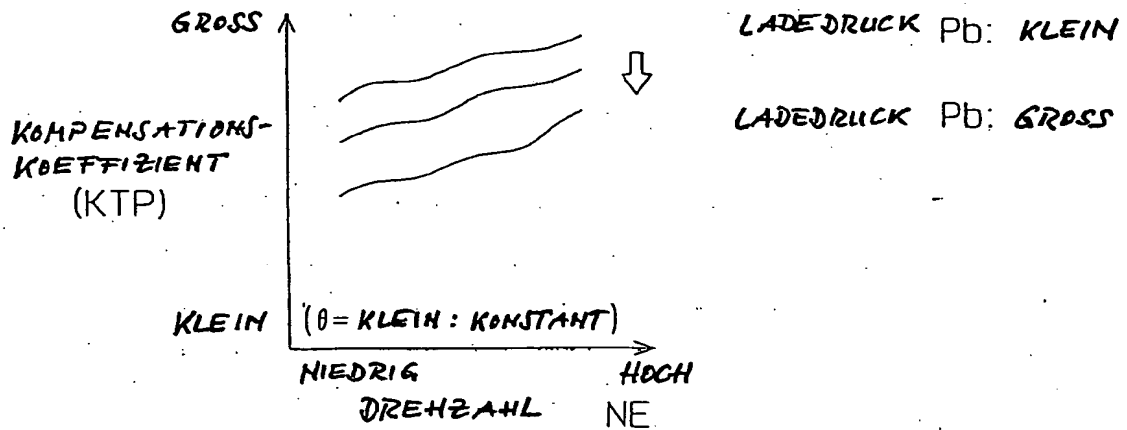 GROSS
LADEDRUCK Pb: KLEIN
LADEDRUCK Pb: GROSS
KOMPENSATIONS-
KOEFFIZIENT
(KTP)
KLEIN
(θ = KLEIN : KONSTANT)
NIEDRIG
HOCH
DREHZAHL NE